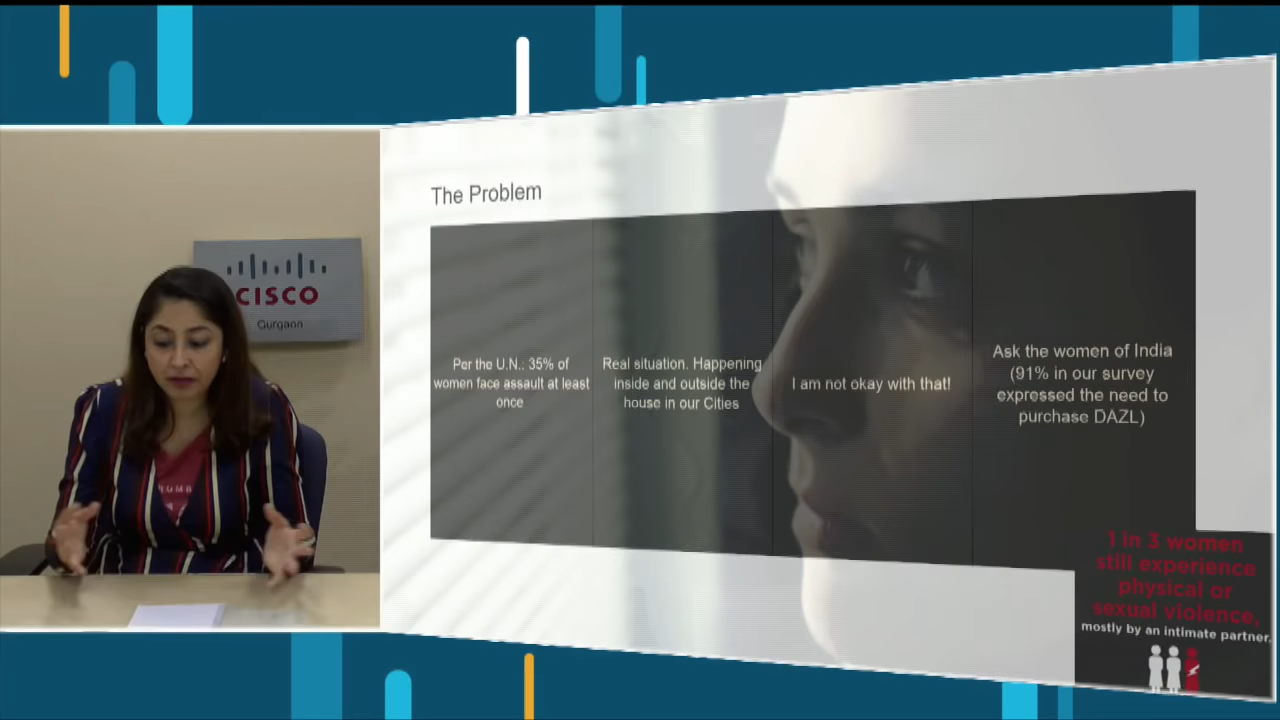 CISCO
Gurgaon
The Problem
Per the U.N.: 35% of
women face assault at least
once
Real situation. Happening
inside and outside the
house in our Cities
I am not okay with that!
Ask the women of India
(91% in our survey
expressed the need to
purchase DAZL)
1 in 3 women
still experience
physical or
sexual violence,
mostly by an intimate partner.